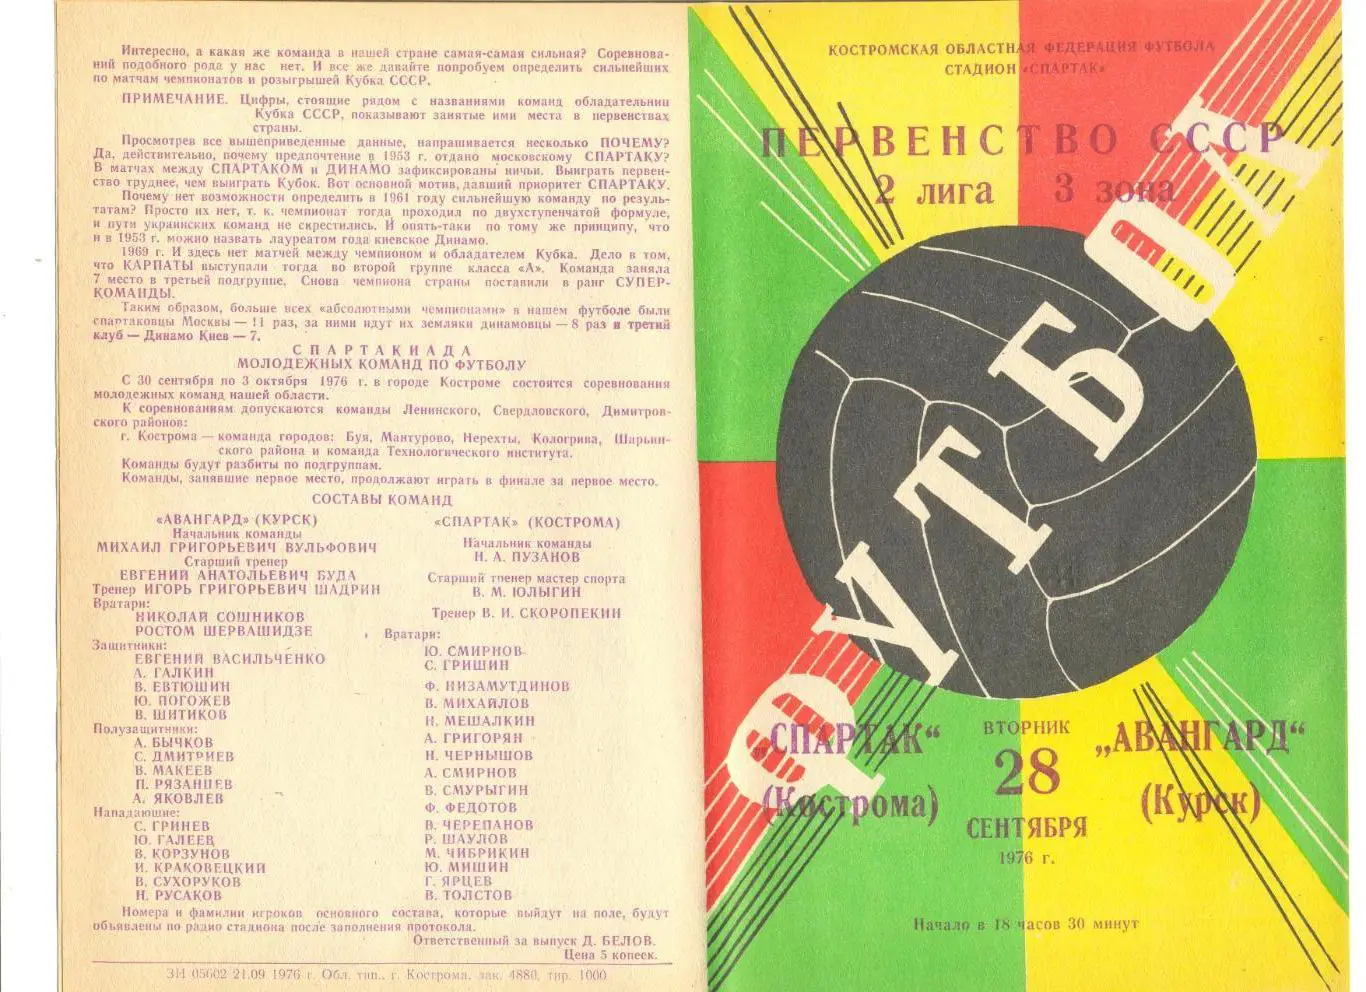 Интересно, а какая же команда в нашей стране самая-самая сильная? Соревнова-
ний подобного рода у нас нет. И все же давайте попробуем определить сильнейших
по матчам чемпионатов и розыгрышей Кубка СССР.
ПРИМЕЧАНИЕ. Цифры, стоящие рядом с названиями команд обладателями
Кубка СССР, показывают занятые ими места в первенствах
страны.
Просмотрев все вышеприведенные данные, напрашивается несколько ПОЧЕМУ?
Да, действительно, почему предпочтение в 1953 г. отдано московскому СПАРТАКУ?
В матчах между СПАРТАКОМ и ДИНАМО зафиксированы ничьи. Выиграть первен-
ство труднее, чем выиграть Кубок. Вот основной мотив, давший приоритет СПАРТАКУ.
Почему нет возможности определить в 1961 году сильнейшую команду по резуль-
татам? Просто их нет, т. к. чемпионат тогда проходил по двухступенчатой формуле,
и пути украинских команд не скрестились. И опять-таки по тому же принципу, что
и в 1953 г. можно назвать лауреатом года киевское Динамо.
1969 г. И здесь нет матчей между чемпионом и обладателем Кубка. Дело в том,
что КАРПАТЫ выступали тогда во второй группе класса «А». Команда заняла
7 место в третьей подгруппе. Снова чемпиона страны поставили в ранг СУПЕР-
КОМАНДЫ.
Таким образом, больше всех «абсолютными чемпионами» в нашем футболе были
спартаковцы Москвы — 11 раз, за ними идут их земляки динамовцы — 8 раз и третий
клуб — Динамо Киев — 7.
СПАРТАКИАДА
МОЛОДЕЖНЫХ КОМАНД ПО ФУТБОЛУ
С 30 сентября по 3 октября 1976 г. в городе Костроме состоятся соревнования
молодежных команд нашей области.
К соревнованиям допускаются команды Ленинского, Свердловского, Димитров-
ского районов:
г. Кострома — команда городов: Буя, Мантурово, Нерехты, Кологрива, Шарьин-
ского района и команда Технологического института.
Команды будут разбиты по подгруппам.
Команды, занявшие первое место, продолжают играть в финале за первое место.
СОСТАВЫ КОМАНД
«АВАНГАРД» (КУРСК)
Начальник команды
МИХАИЛ ГРИГОРЬЕВИЧ ВУЛЬФОВИЧ
Старший тренер
ЕВГЕНИЙ АНАТОЛЬЕВИЧ БУДА
Тренер ИГОРЬ ГРИГОРЬЕВИЧ ШАДРИН
Вратари:
НИКОЛАЙ СОШНИКОВ
РОСТОМ ШЕРВАШИДЗЕ
Защитники:
ЕВГЕНИЙ ВАСИЛЬЧЕНКО
А. ГАЛКИН
В. ЕВТЮШИН
Ю. ПОГОЖЕВ
В. ШИТИКОВ
Полузащитники:
А. БЫЧКОВ
С. ДМИТРИЕВ
В. МАКЕЕВ
П. РЯЗАНЦЕВ
А. ЯКОВЛЕВ
Нападающие:
С. ГРИНЕВ
Ю. ГАЛЕЕВ
В. КОРЗУНОВ
И. КРАКОВЕЦКИЙ
В. СУХОРУКОВ
Н. РУСАКОВ
«СПАРТАК» (КОСТРОМА)
Начальник команды
Н. А. ПУЗАНОВ
Старший тренер мастер спорта
В. М. ЮЛЫГИН
Тренер В. И. СКОРОПЕКИН
Вратари:
Ю. СМИРНОВ
С. ГРИШИН
Ф. НИЗАМУТДИНОВ
В. МИХАЙЛОВ
Н. МЕШАЛКИН
А. ГРИГОРЯН
Н. ЧЕРНЫШОВ
А. СМИРНОВ
В. СМУРЫГИН
Ф. ФЕДОТОВ
В. ЧЕРЕПАНОВ
Р. ШАУЛОВ
М. ЧИБРИКИН
Ю. МИШИН
Г. ЯРЦЕВ
В. ТОЛСТОВ
Номера и фамилии игроков основного состава, которые выйдут на поле, будут
объявлены по радио стадиона после заполнения протокола.
Ответственный за выпуск Д. БЕЛОВ.
Цена 5 копеек.
ЗИ 05602 21.09 1976 г. Обл. тип., г. Кострома, зак. 4880, тир. 1000
КОСТРОМСКАЯ ОБЛАСТНАЯ ФЕДЕРАЦИЯ ФУТБОЛА
СТАДИОН «СПАРТАК»
ПЕРВЕНСТВО СССР
2 лига 3 зона
ФУТБОЛ
„СПАРТАК“
(Кострома)
ВТОРНИК
28
СЕНТЯБРЯ
1976 г.
„АВАНГАРД“
(Курск)
Начало в 18 часов 30 минут